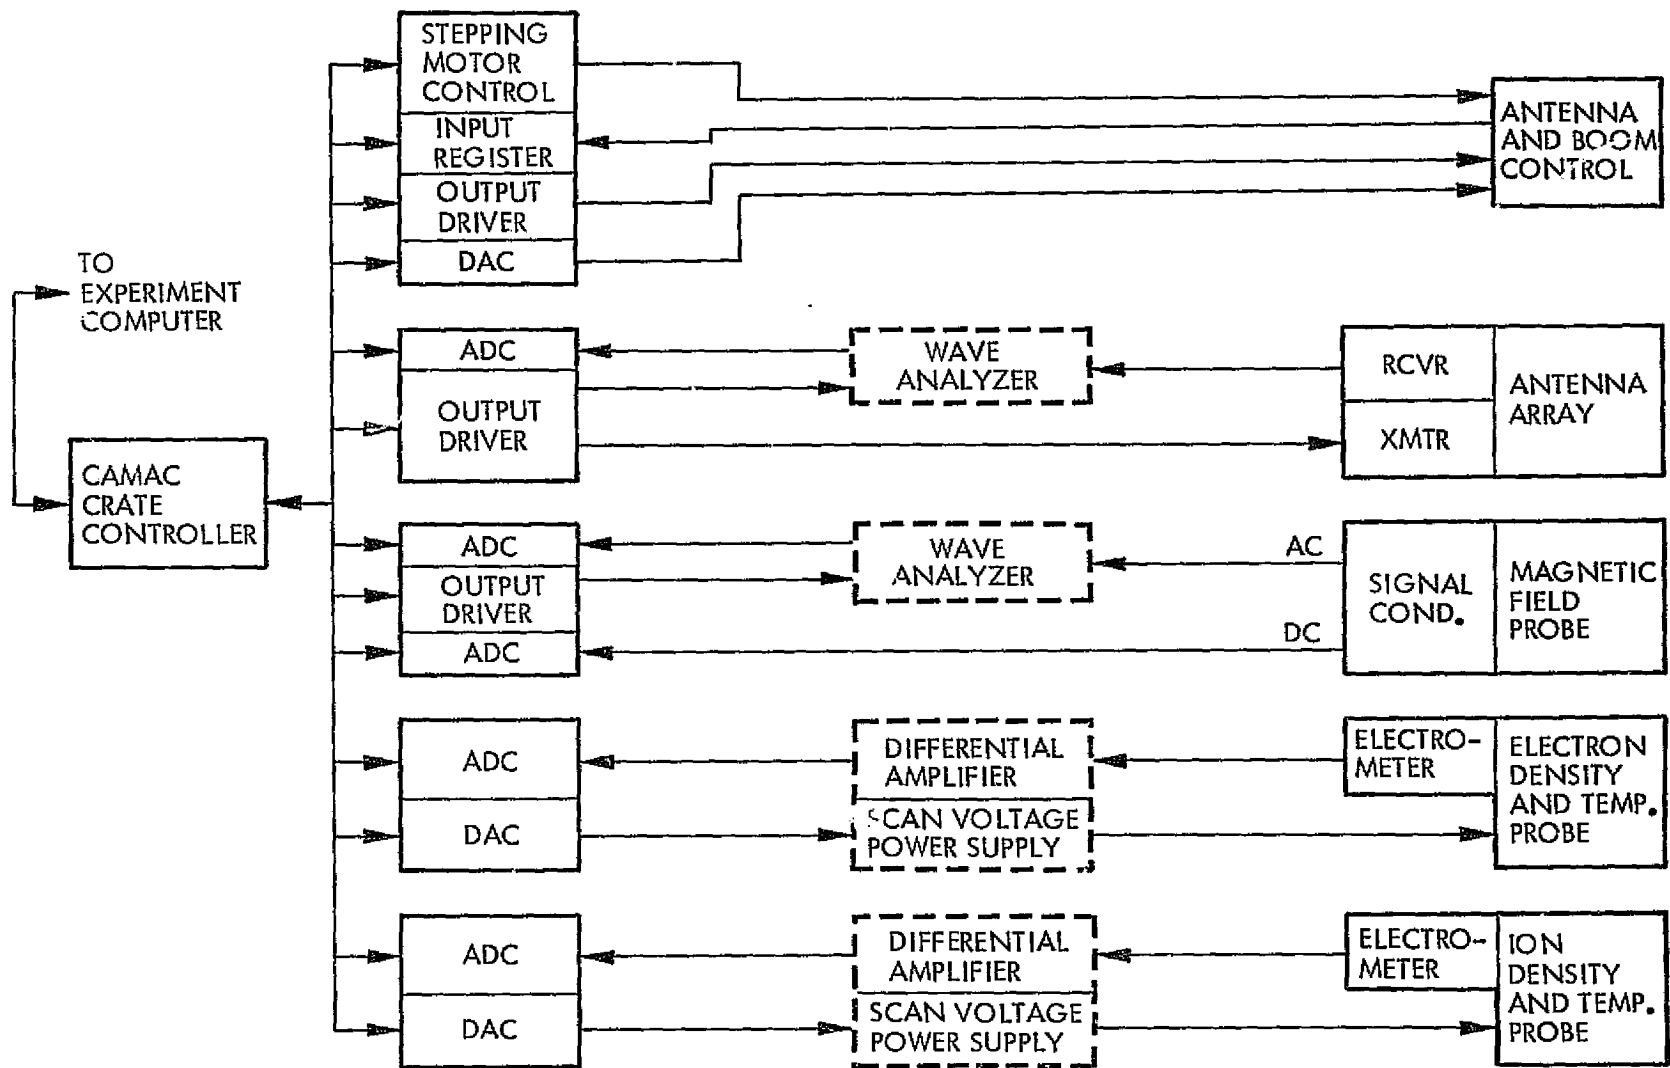 STEPPING
MOTOR
CONTROL
INPUT
REGISTER
OUTPUT
DRIVER
DAC
ANTENNA
AND BOOM
CONTROL
TO
EXPERIMENT
COMPUTER
CAMAC
CRATE
CONTROLLER
ADC
OUTPUT
DRIVER
WAVE
ANALYZER
RCVR
XMTR
ANTENNA
ARRAY
ADC
OUTPUT
DRIVER
ADC
WAVE
ANALYZER
AC
DC
SIGNAL
COND.
MAGNETIC
FIELD
PROBE
ADC
DAC
DIFFERENTIAL
AMPLIFIER
SCAN VOLTAGE
POWER SUPPLY
ELECTRO-
METER
ELECTRON
DENSITY
AND TEMP.
PROBE
ADC
DAC
DIFFERENTIAL
AMPLIFIER
SCAN VOLTAGE
POWER SUPPLY
ELECTRO-
METER
ION
DENSITY
AND TEMP.
PROBE